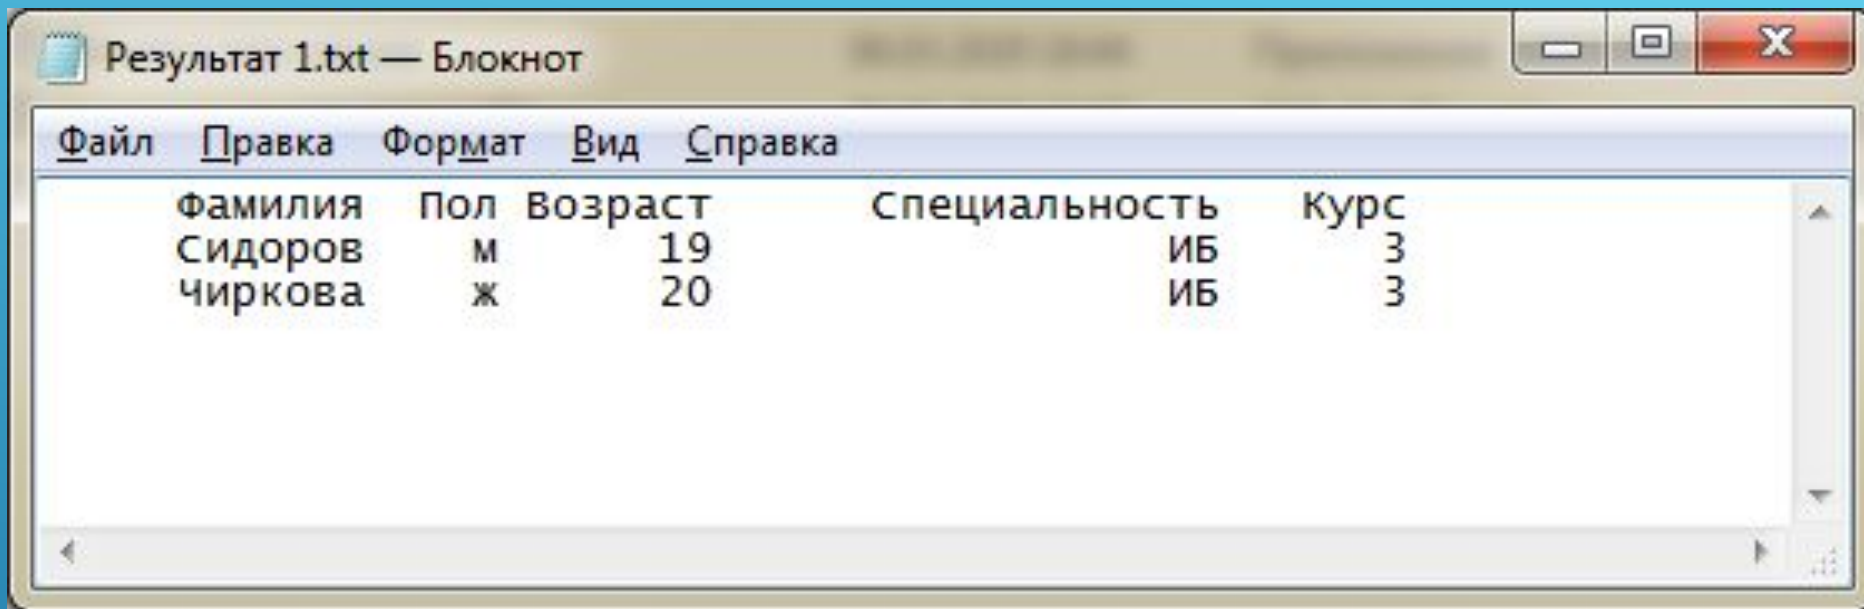 Результат 1.txt — Блокнот
Файл Правка Формат Вид Справка
Фамилия Пол Возраст Специальность Курс
Сидоров м 19 ИБ 3
Чиркова ж 20 ИБ 3